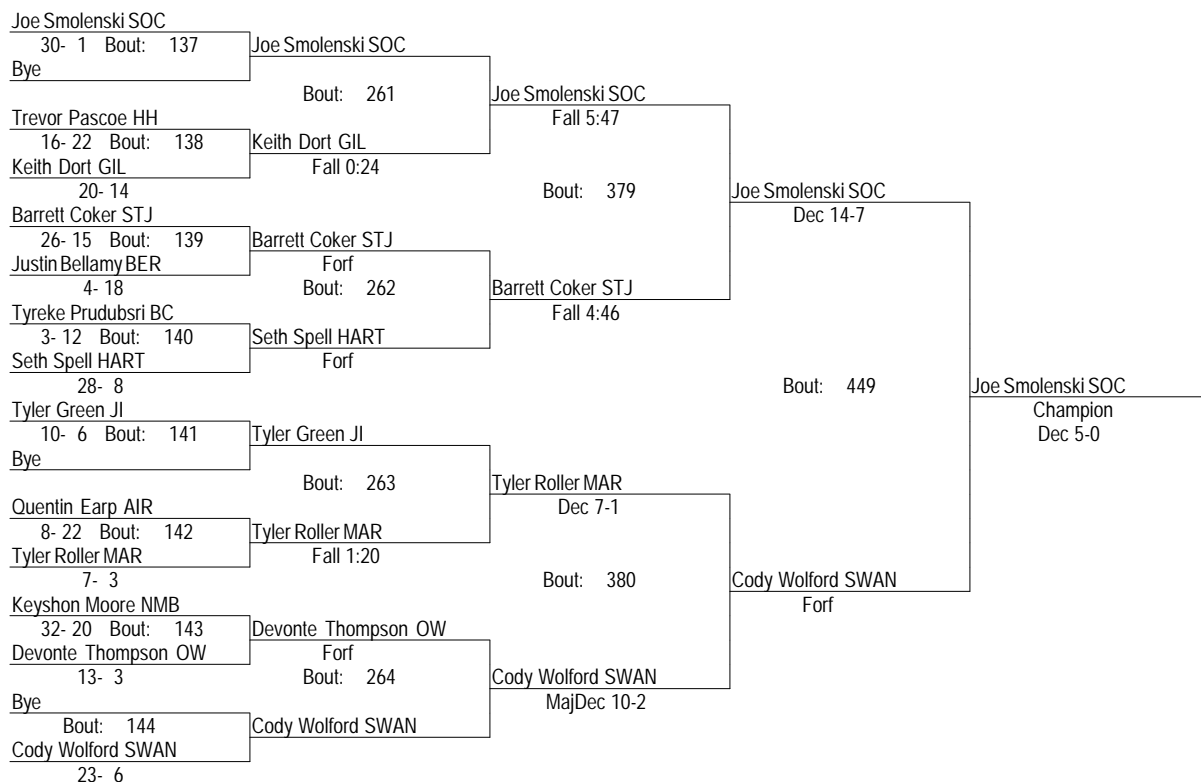 Joe Smolenski SOC
30- 1 Bout: 137
Bye
Joe Smolenski SOC
Bout: 261
Trevor Pascoe HH
16- 22 Bout: 138
Keith Dort GIL
20- 14
Keith Dort GIL
Fall 0:24
Joe Smolenski SOC
Fall 5:47
Bout: 379
Barrett Coker STJ
26- 15 Bout: 139
Justin Bellamy BER
4- 18
Barrett Coker STJ
Forf
Bout: 262
Tyreke Prudubsri BC
3- 12 Bout: 140
Seth Spell HART
28- 8
Seth Spell HART
Forf
Barrett Coker STJ
Fall 4:46
Joe Smolenski SOC
Dec 14-7
Bout: 449
Joe Smolenski SOC
Champion
Dec 5-0
Tyler Green JI
10- 6 Bout: 141
Bye
Tyler Green JI
Bout: 263
Quentin Earp AIR
8- 22 Bout: 142
Tyler Roller MAR
7- 3
Tyler Roller MAR
Fall 1:20
Tyler Roller MAR
Dec 7-1
Bout: 380
Keyshon Moore NMB
32- 20 Bout: 143
Devonte Thompson OW
13- 3
Devonte Thompson OW
Forf
Bout: 264
Bye
Bout: 144
Cody Wolford SWAN
23- 6
Cody Wolford SWAN
Cody Wolford SWAN
MajDec 10-2
Cody Wolford SWAN
Forf